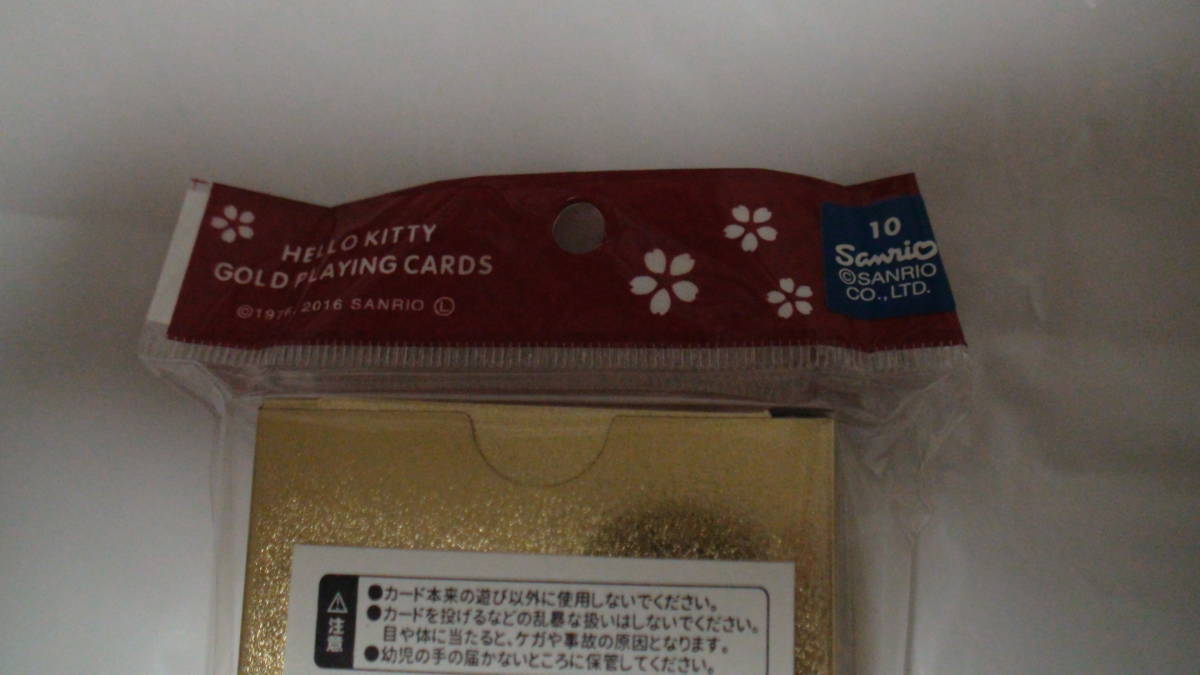 HELLO KITTY
GOLD PLAYING CARDS
©1976, 2016 SANRIO Ⓛ
10
Sanrio
©SANRIO
CO., LTD.
注意
●カード本来の遊び以外に使用しないでください。
●カードを投げるなどの乱暴な扱いはしないでください。
目や体に当たると、ケガや事故の原因となります。
●幼児の手の届かないところに保管してください。